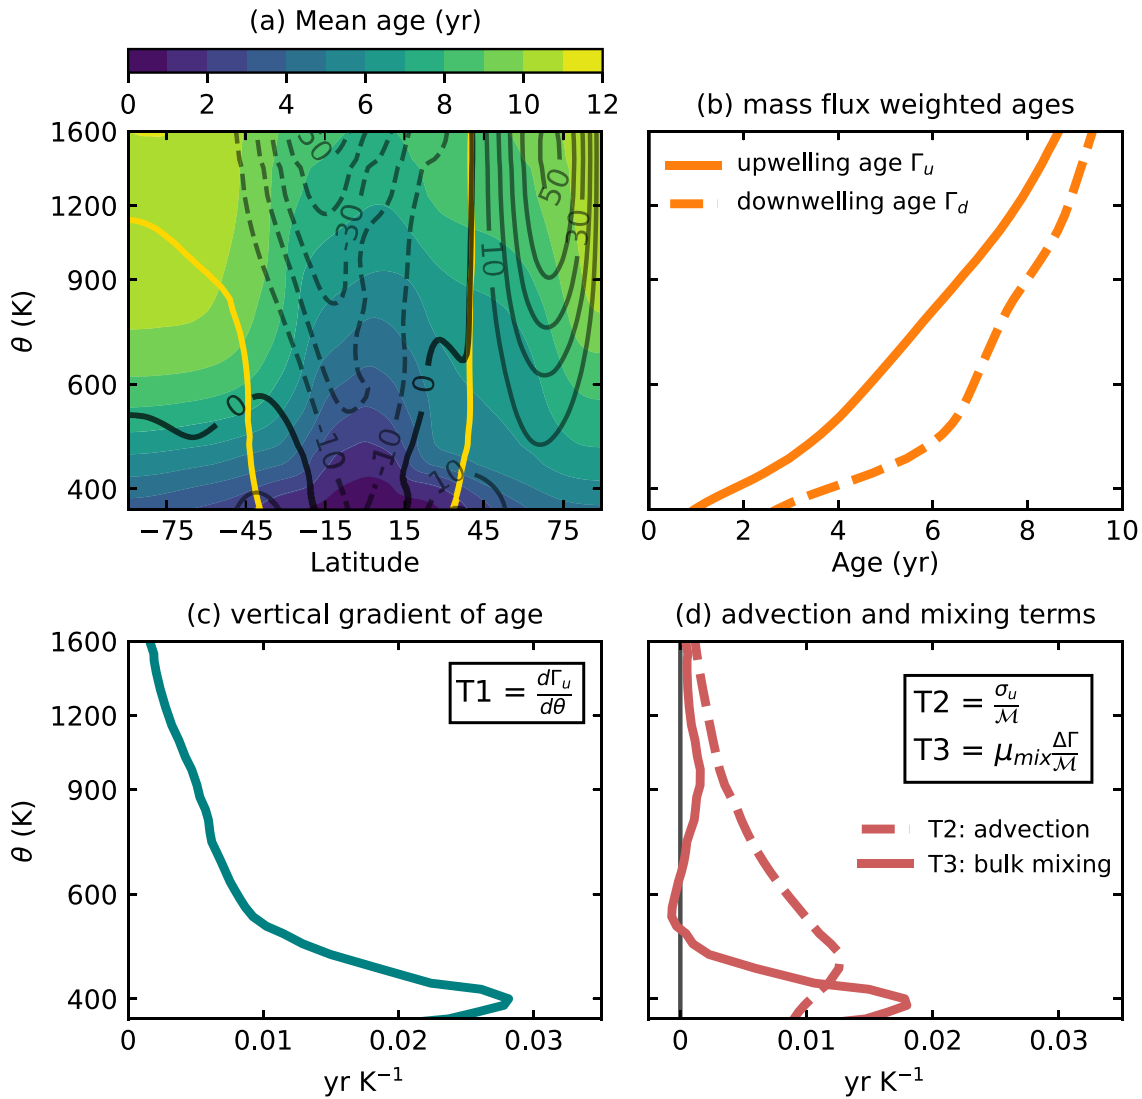 (a) Mean age (yr)
0 2 4 6 8 10 12
(b) mass flux weighted ages
1600
1200
900
600
400
θ (K)
−75 −45 −15 15 45 75
Latitude
-30
-10
-10
0
0
10
10
50
30
upwelling age Γu
downwelling age Γd
0 2 4 6 8 10
Age (yr)
(c) vertical gradient of age
1600
1200
900
600
400
θ (K)
T1 = dΓu/dθ
0 0.01 0.02 0.03
yr K⁻¹
(d) advection and mixing terms
T2 = σu/ℳ
T3 = μmix ΔΓ/ℳ
T2: advection
T3: bulk mixing
0 0.01 0.02 0.03
yr K⁻¹